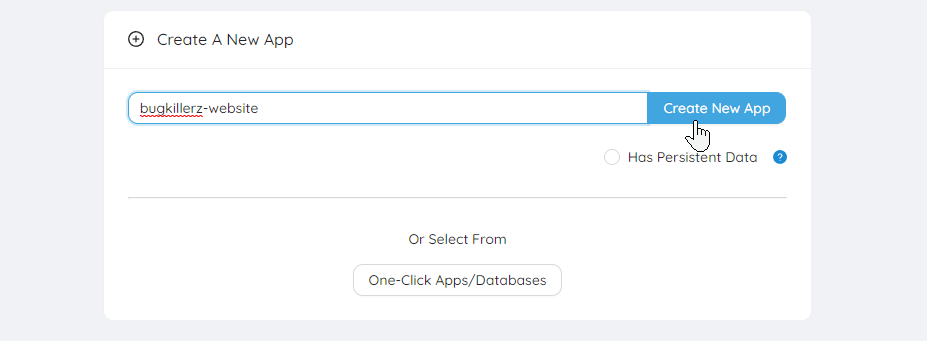 Create A New App
bugkillerz-website
Create New App
Has Persistent Data ?
Or Select From
One-Click Apps/Databases